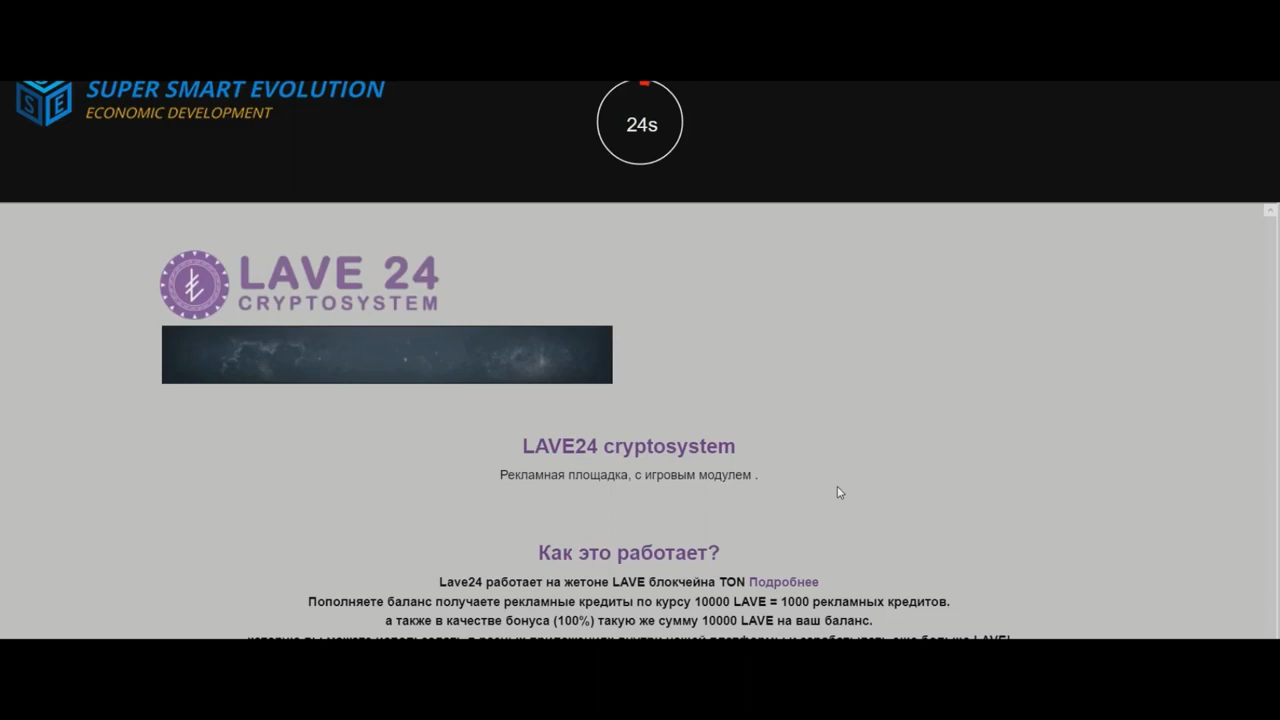 SUPER SMART EVOLUTION
ECONOMIC DEVELOPMENT
24s
LAVE 24
CRYPTOSYSTEM
LAVE24 cryptosystem
Рекламная площадка, с игровым модулем .
Как это работает?
Lave24 работает на жетоне LAVE блокчейна TON Подробнее
Пополняете баланс получаете рекламные кредиты по курсу 10000 LAVE = 1000 рекламных кредитов.
а также в качестве бонуса (100%) такую же сумму 10000 LAVE на ваш баланс.